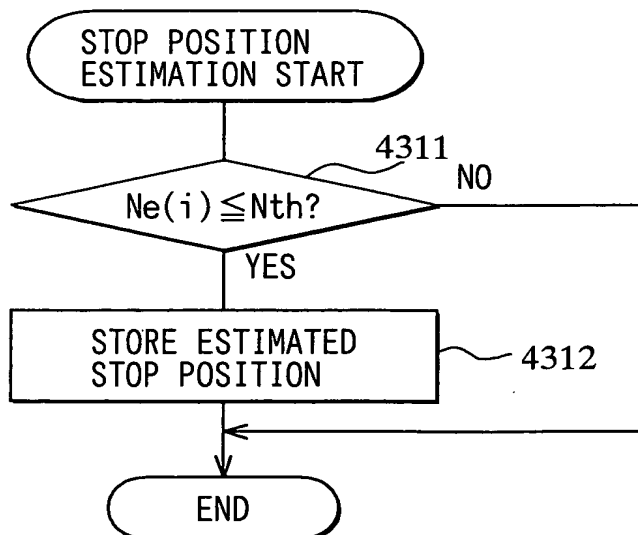 STOP POSITION
ESTIMATION START
4311
NO
Ne(i)≦Nth?
YES
STORE ESTIMATED
STOP POSITION
4312
END